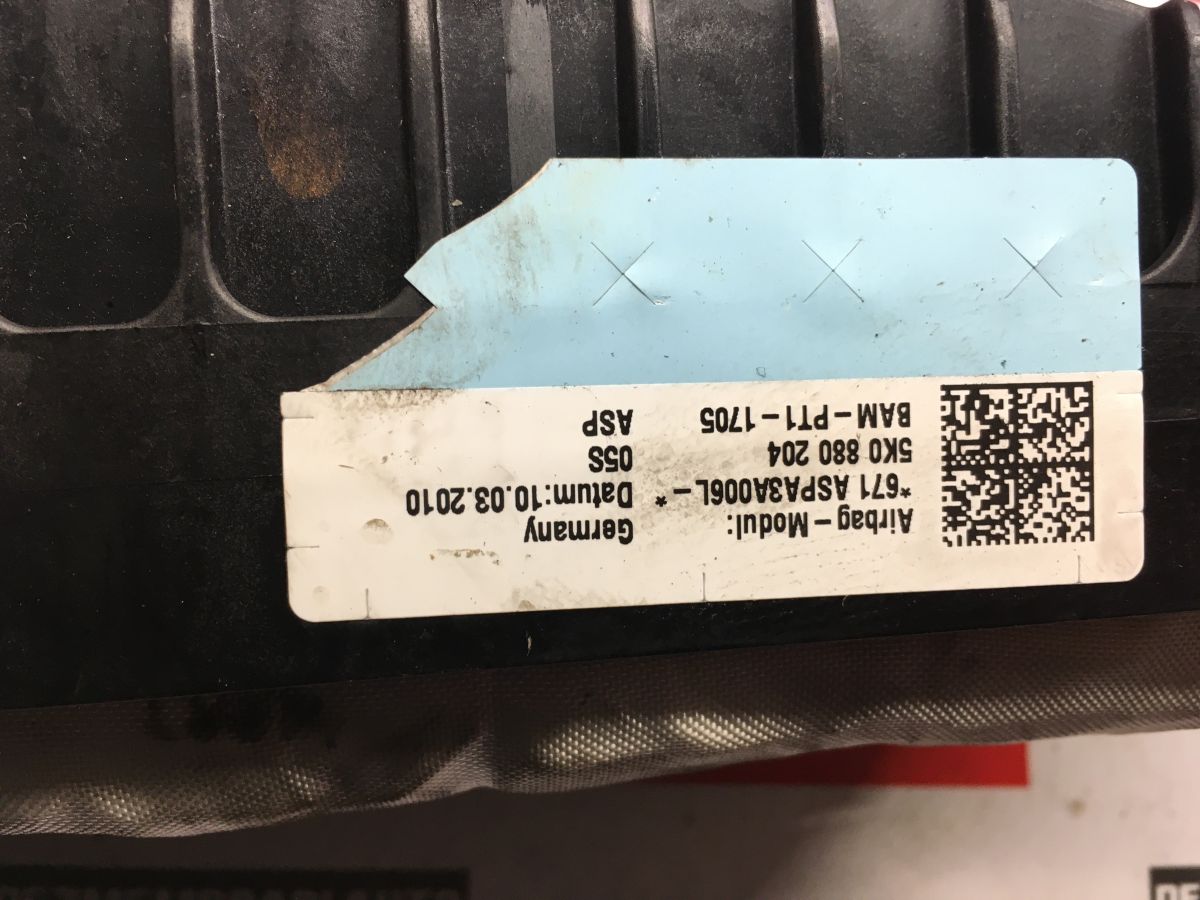 Airbag-Modul:
*671 ASPA3A006L-  *
5K0 880 204
BAM-PT1-1705
Germany
Datum:10.03.2010
05S
ASP